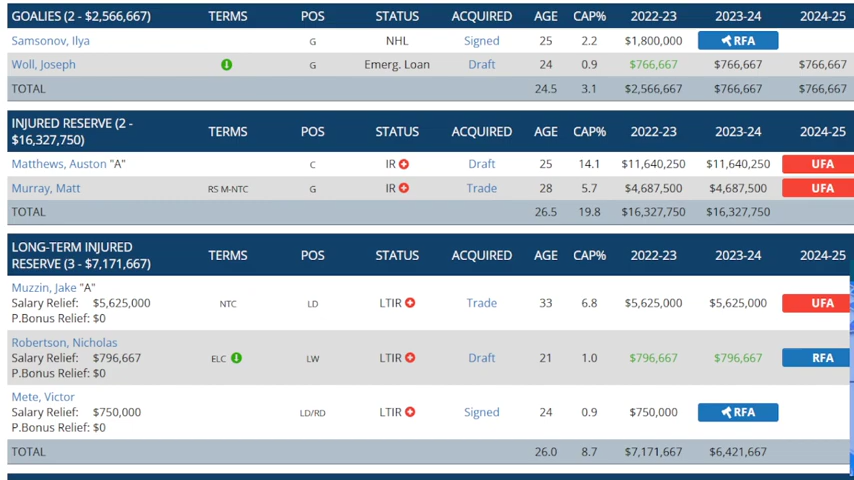 GOALIES (2 - $2,566,667) TERMS POS STATUS ACQUIRED AGE CAP% 2022-23 2023-24 2024-25
Samsonov, Ilya G NHL Signed 25 2.2 $1,800,000 RFA
Woll, Joseph G Emerg. Loan Draft 24 0.9 $766,667 $766,667 $766,667
TOTAL 24.5 3.1 $2,566,667 $766,667 $766,667
INJURED RESERVE (2 -
$16,327,750) TERMS POS STATUS ACQUIRED AGE CAP% 2022-23 2023-24 2024-25
Matthews, Auston "A" C IR Draft 25 14.1 $11,640,250 $11,640,250 UFA
Murray, Matt RS M-NTC G IR Trade 28 5.7 $4,687,500 $4,687,500 UFA
TOTAL 26.5 19.8 $16,327,750 $16,327,750
LONG-TERM INJURED
RESERVE (3 - $7,171,667) TERMS POS STATUS ACQUIRED AGE CAP% 2022-23 2023-24 2024-25
Muzzin, Jake "A"
Salary Relief: $5,625,000 NTC LD LTIR Trade 33 6.8 $5,625,000 $5,625,000 UFA
P.Bonus Relief: $0
Robertson, Nicholas
Salary Relief: $796,667 ELC LW LTIR Draft 21 1.0 $796,667 $796,667 RFA
P.Bonus Relief: $0
Mete, Victor
Salary Relief: $750,000 LD/RD LTIR Signed 24 0.9 $750,000 RFA
P.Bonus Relief: $0
TOTAL 26.0 8.7 $7,171,667 $6,421,667